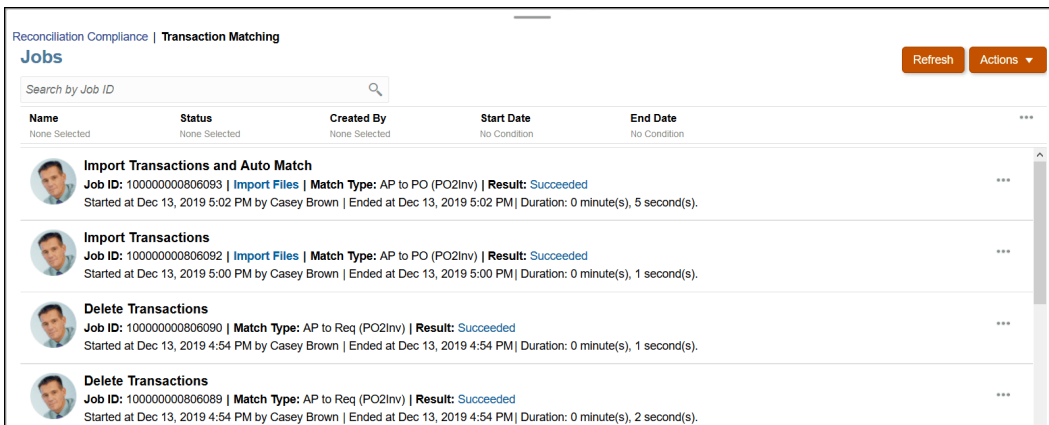 Reconciliation Compliance | Transaction Matching
Jobs
Refresh
Actions
Search by Job ID
Name Status Created By Start Date End Date
None Selected None Selected None Selected No Condition No Condition
Import Transactions and Auto Match
Job ID: 100000000806093 | Import Files | Match Type: AP to PO (PO2Inv) | Result: Succeeded
Started at Dec 13, 2019 5:02 PM by Casey Brown | Ended at Dec 13, 2019 5:02 PM| Duration: 0 minute(s), 5 second(s).
Import Transactions
Job ID: 100000000806092 | Import Files | Match Type: AP to PO (PO2Inv) | Result: Succeeded
Started at Dec 13, 2019 5:00 PM by Casey Brown | Ended at Dec 13, 2019 5:00 PM| Duration: 0 minute(s), 1 second(s).
Delete Transactions
Job ID: 100000000806090 | Match Type: AP to Req (PO2Inv) | Result: Succeeded
Started at Dec 13, 2019 4:54 PM by Casey Brown | Ended at Dec 13, 2019 4:54 PM| Duration: 0 minute(s), 1 second(s).
Delete Transactions
Job ID: 100000000806089 | Match Type: AP to Req (PO2Inv) | Result: Succeeded
Started at Dec 13, 2019 4:54 PM by Casey Brown | Ended at Dec 13, 2019 4:54 PM| Duration: 0 minute(s), 2 second(s).